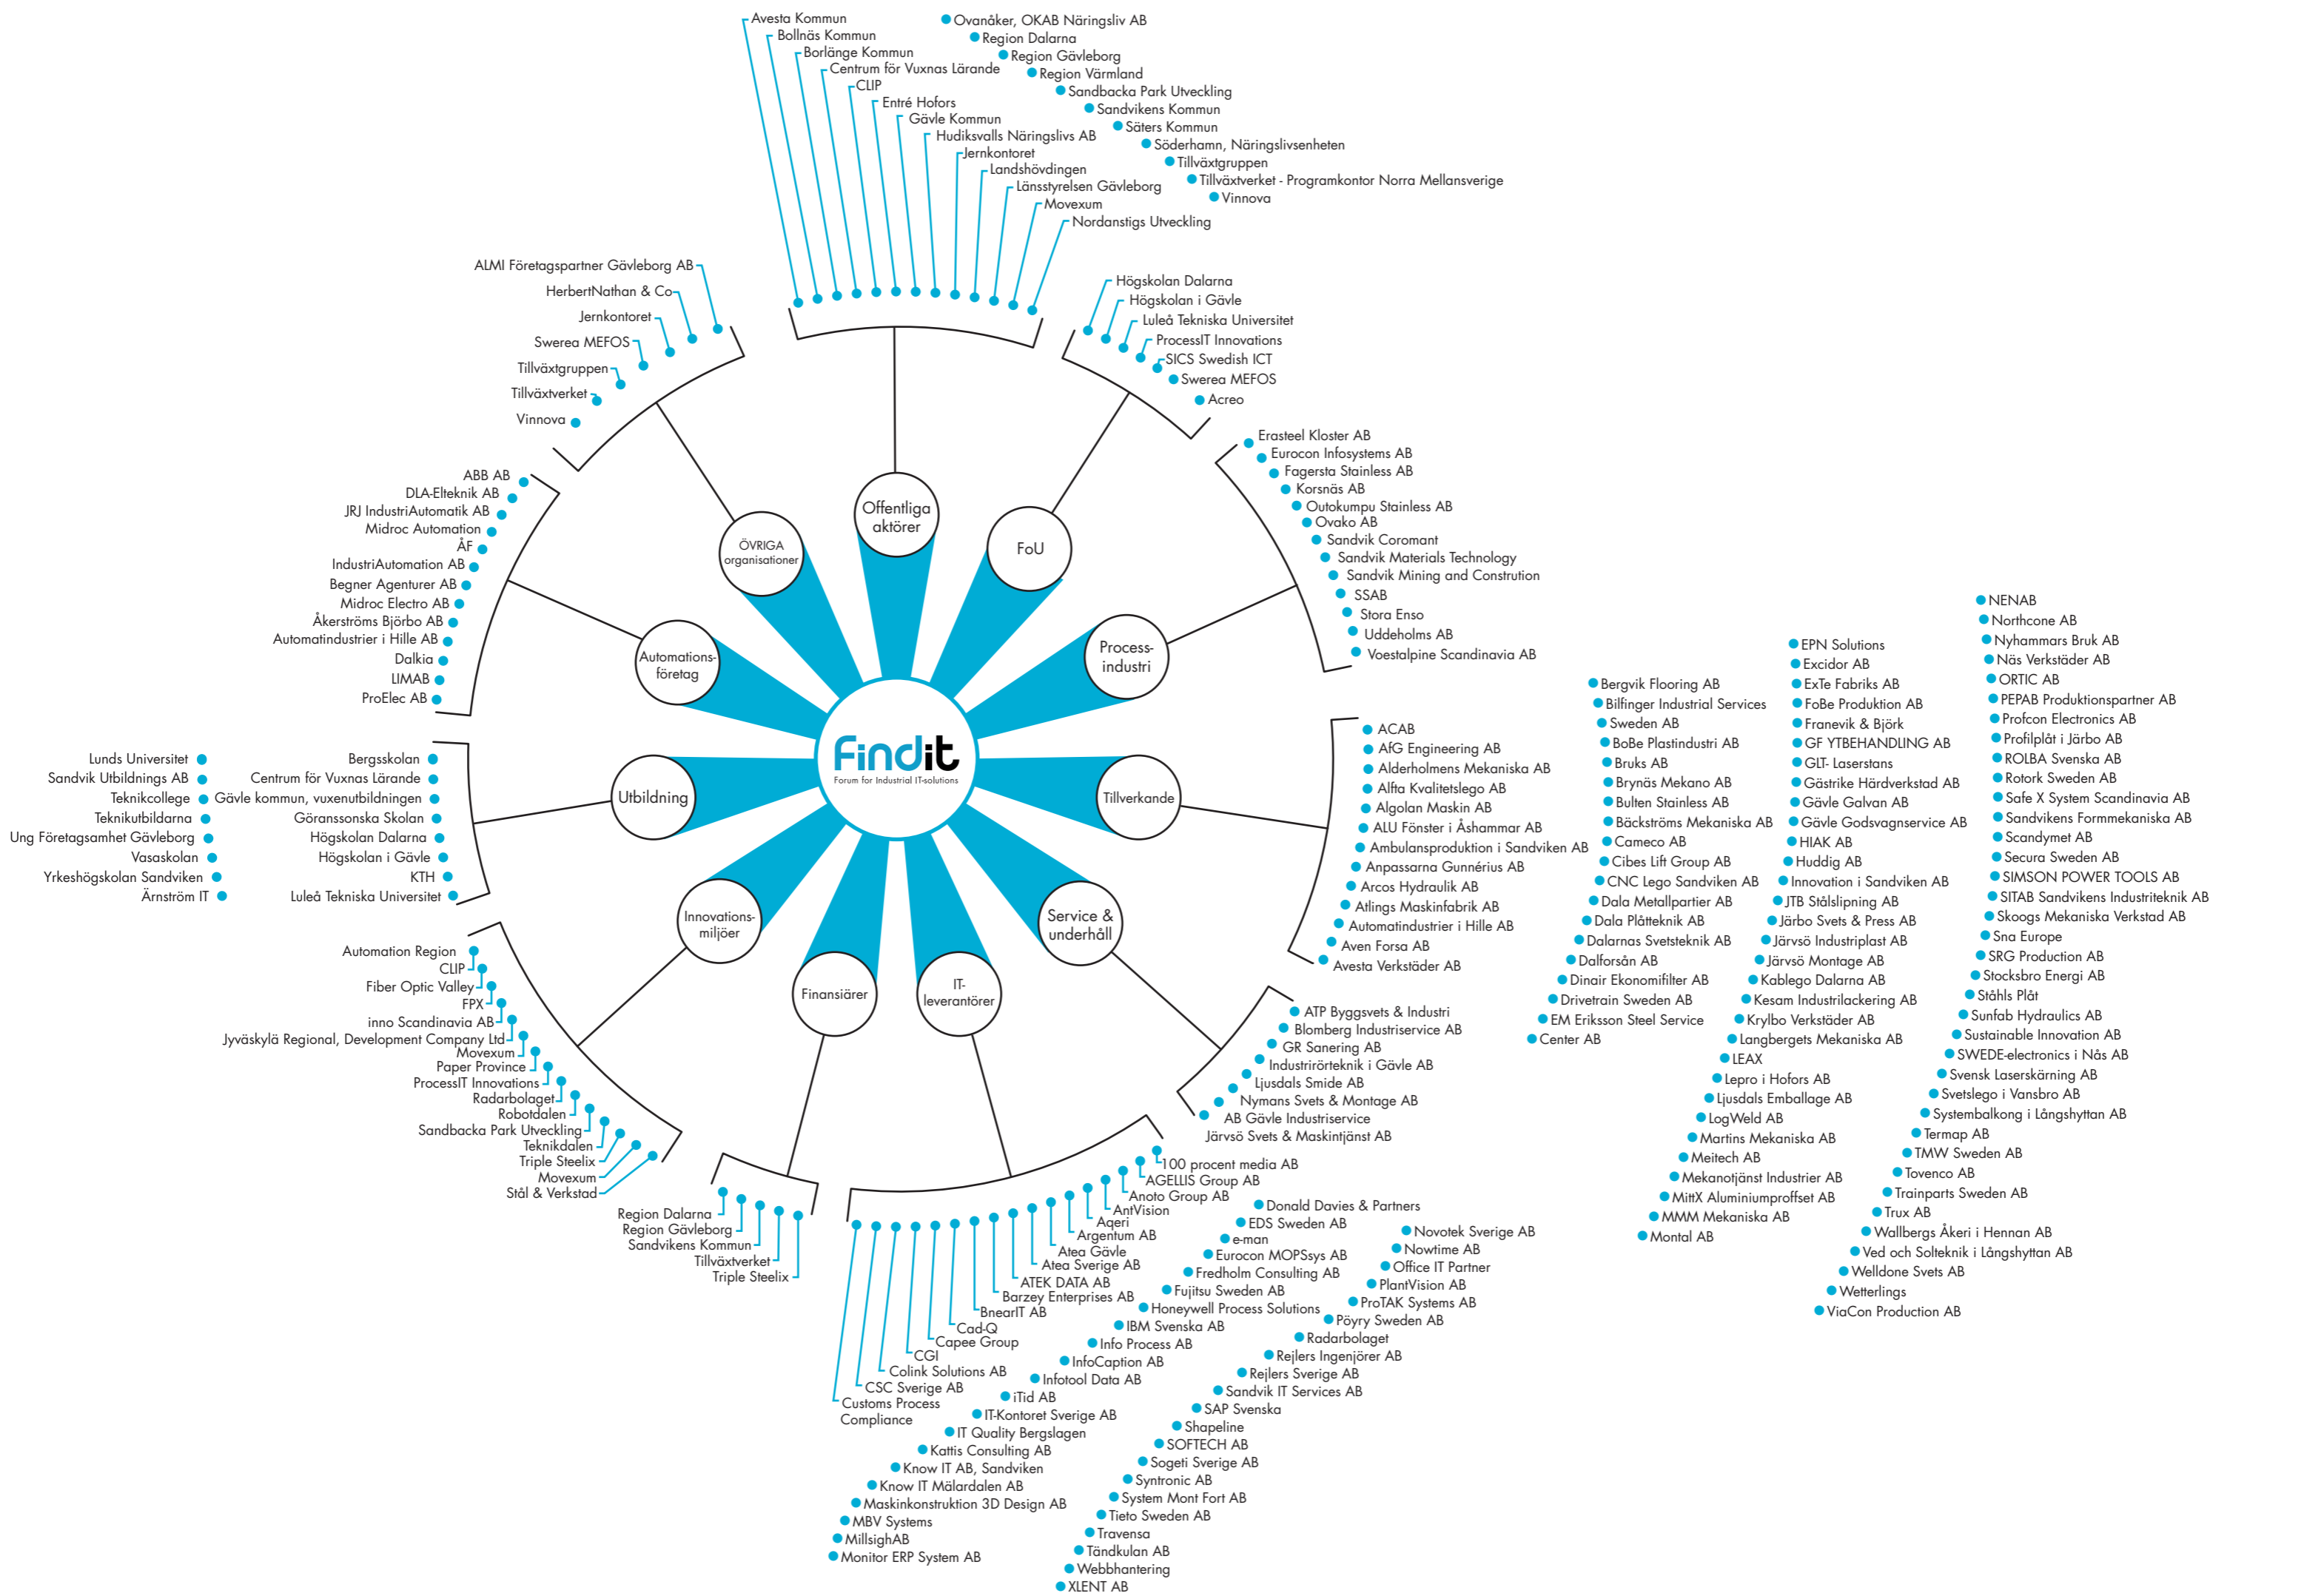 Avesta Kommun
Bollnäs Kommun
Borlänge Kommun
Centrum för Vuxnas Lärande
CLIP
Entré Hofors
Gävle Kommun
Hudiksvalls Näringslivs AB
Jernkontoret
Landshövdingen
Länsstyrelsen Gävleborg
Movexum
Nordanstigs Utveckling
Ovanåker, OKAB Näringsliv AB
Region Dalarna
Region Gävleborg
Region Värmland
Sandbacka Park Utveckling
Sandvikens Kommun
Säters Kommun
Söderhamn, Näringslivsenheten
Tillväxtgruppen
Tillväxtverket - Programkontor Norra Mellansverige
Vinnova
ALMI Företagspartner Gävleborg AB
HerbertNathan & Co
Jernkontoret
Swerea MEFOS
Tillväxtgruppen
Tillväxtverket
Vinnova
Högskolan Dalarna
Högskolan i Gävle
Luleå Tekniska Universitet
ProcessIT Innovations
SICS Swedish ICT
Swerea MEFOS
Acreo
Erasteel Kloster AB
Eurocon Infosystems AB
Fagersta Stainless AB
Korsnäs AB
Outokumpu Stainless AB
Ovako AB
Sandvik Coromant
Sandvik Materials Technology
Sandvik Mining and Constrution
SSAB
Stora Enso
Uddeholms AB
Voestalpine Scandinavia AB
ABB AB
DLA-Elteknik AB
JRJ IndustriAutomatik AB
Midroc Automation
ÅF
IndustriAutomation AB
Begner Agenturer AB
Midroc Electro AB
Åkerströms Björbo AB
Automatindustrier i Hille AB
Dalkia
LIMAB
ProElec AB
Offentliga
aktörer
ÖVRIGA
organisationer
FoU
Process-
industri
Automations-
företag
Findit
Forum for Industrial IT-solutions
Utbildning
Tillverkande
Innovations-
miljöer
Service &
underhåll
Finansiärer
IT-
leverantörer
Lunds Universitet
Sandvik Utbildnings AB
Teknikcollege
Teknikutbildarna
Ung Företagsamhet Gävleborg
Vasaskolan
Yrkeshögskolan Sandviken
Ärnström IT
Bergsskolan
Centrum för Vuxnas Lärande
Gävle kommun, vuxenutbildningen
Göranssonska Skolan
Högskolan Dalarna
Högskolan i Gävle
KTH
Luleå Tekniska Universitet
ACAB
AfG Engineering AB
Alderholmens Mekaniska AB
Alfta Kvalitetslego AB
Algolan Maskin AB
ALU Fönster i Åshammar AB
Ambulansproduktion i Sandviken AB
Anpassarna Gunnérius AB
Arcos Hydraulik AB
Atlings Maskinfabrik AB
Automatindustrier i Hille AB
Aven Forsa AB
Avesta Verkstäder AB
Bergvik Flooring AB
Bilfinger Industrial Services
Sweden AB
BoBe Plastindustri AB
Bruks AB
Brynäs Mekano AB
Bulten Stainless AB
Bäckströms Mekaniska AB
Cameco AB
Cibes Lift Group AB
CNC Lego Sandviken AB
Dala Metallpartier AB
Dala Plåtteknik AB
Dalarnas Svetsteknik AB
Dalforsån AB
Dinair Ekonomifilter AB
Drivetrain Sweden AB
EM Eriksson Steel Service
Center AB
EPN Solutions
Excidor AB
ExTe Fabriks AB
FoBe Produktion AB
Franevik & Björk
GF YTBEHANDLING AB
GLT- Laserstans
Gästrike Härdverkstad AB
Gävle Galvan AB
Gävle Godsvagnservice AB
HIAK AB
Huddig AB
Innovation i Sandviken AB
JTB Stålslipning AB
Järbo Svets & Press AB
Järvsö Industriplast AB
Järvsö Montage AB
Kablego Dalarna AB
Kesam Industrilackering AB
Krylbo Verkstäder AB
Langbergets Mekaniska AB
LEAX
Lepro i Hofors AB
Ljusdals Emballage AB
LogWeld AB
Martins Mekaniska AB
Meitech AB
Mekanotjänst Industrier AB
MittX Aluminiumproffset AB
MMM Mekaniska AB
Montal AB
NENAB
Northcone AB
Nyhammars Bruk AB
Näs Verkstäder AB
ORTIC AB
PEPAB Produktionspartner AB
Profcon Electronics AB
Profilplåt i Järbo AB
ROLBA Svenska AB
Rotork Sweden AB
Safe X System Scandinavia AB
Sandvikens Formmekaniska AB
Scandymet AB
Secura Sweden AB
SIMSON POWER TOOLS AB
SITAB Sandvikens Industriteknik AB
Skoogs Mekaniska Verkstad AB
Sna Europe
SRG Production AB
Stocksbro Energi AB
Ståhls Plåt
Sunfab Hydraulics AB
Sustainable Innovation AB
SWEDE-electronics i Nås AB
Svensk Laserskärning AB
Svetslego i Vansbro AB
Systembalkong i Långshyttan AB
Termap AB
TMW Sweden AB
Tovenco AB
Trainparts Sweden AB
Trux AB
Wallbergs Åkeri i Hennan AB
Ved och Solteknik i Långshyttan AB
Welldone Svets AB
Wetterlings
ViaCon Production AB
Automation Region
CLIP
Fiber Optic Valley
FPX
inno Scandinavia AB
Jyväskylä Regional, Development Company Ltd
Movexum
Paper Province
ProcessIT Innovations
Radarbolaget
Robotdalen
Sandbacka Park Utveckling
Teknikdalen
Triple Steelix
Movexum
Stål & Verkstad
ATP Byggsvets & Industri
Blomberg Industriservice AB
GR Sanering AB
Industrirörteknik i Gävle AB
Ljusdals Smide AB
Nymans Svets & Montage AB
AB Gävle Industriservice
Järvsö Svets & Maskintjänst AB
Region Dalarna
Region Gävleborg
Sandvikens Kommun
Tillväxtverket
Triple Steelix
100 procent media AB
AGELLIS Group AB
Anoto Group AB
AntVision
Aqeri
Argentum AB
Atea Gävle
Atea Sverige AB
ATEK DATA AB
Barzey Enterprises AB
BnearIT AB
Cad-Q
Capee Group
CGI
Colink Solutions AB
CSC Sverige AB
Customs Process
Compliance
Donald Davies & Partners
EDS Sweden AB
e-man
Eurocon MOPSsys AB
Fredholm Consulting AB
Fujitsu Sweden AB
Honeywell Process Solutions
IBM Svenska AB
Info Process AB
InfoCaption AB
Infotool Data AB
iTid AB
IT-Kontoret Sverige AB
IT Quality Bergslagen
Kattis Consulting AB
Know IT AB, Sandviken
Know IT Mälardalen AB
Maskinkonstruktion 3D Design AB
MBV Systems
MillsighAB
Monitor ERP System AB
Novotek Sverige AB
Nowtime AB
Office IT Partner
PlantVision AB
ProTAK Systems AB
Pöyry Sweden AB
Radarbolaget
Rejlers Ingenjörer AB
Rejlers Sverige AB
Sandvik IT Services AB
SAP Svenska
Shapeline
SOFTECH AB
Sogeti Sverige AB
Syntronic AB
System Mont Fort AB
Tieto Sweden AB
Travensa
Tändkulan AB
Webbhantering
XLENT AB